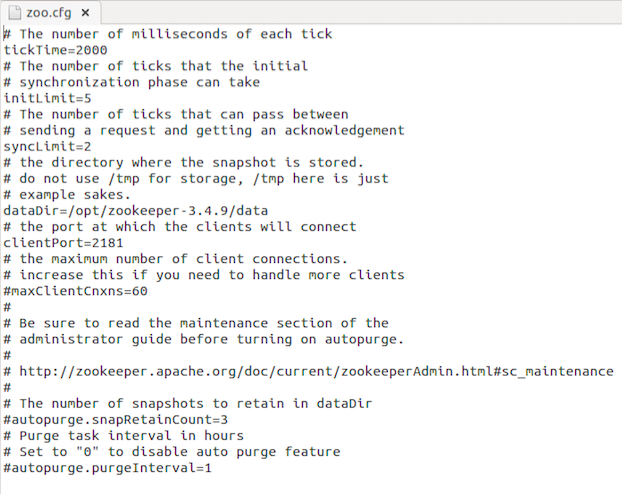 zoo.cfg
# The number of milliseconds of each tick
tickTime=2000
# The number of ticks that the initial
# synchronization phase can take
initLimit=5
# The number of ticks that can pass between
# sending a request and getting an acknowledgement
syncLimit=2
# the directory where the snapshot is stored.
# do not use /tmp for storage, /tmp here is just
# example sakes.
dataDir=/opt/zookeeper-3.4.9/data
# the port at which the clients will connect
clientPort=2181
# the maximum number of client connections.
# increase this if you need to handle more clients
#maxClientCnxns=60
#
# Be sure to read the maintenance section of the
# administrator guide before turning on autopurge.
#
# http://zookeeper.apache.org/doc/current/zookeeperAdmin.html#sc_maintenance
#
# The number of snapshots to retain in dataDir
#autopurge.snapRetainCount=3
# Purge task interval in hours
# Set to "0" to disable auto purge feature
#autopurge.purgeInterval=1